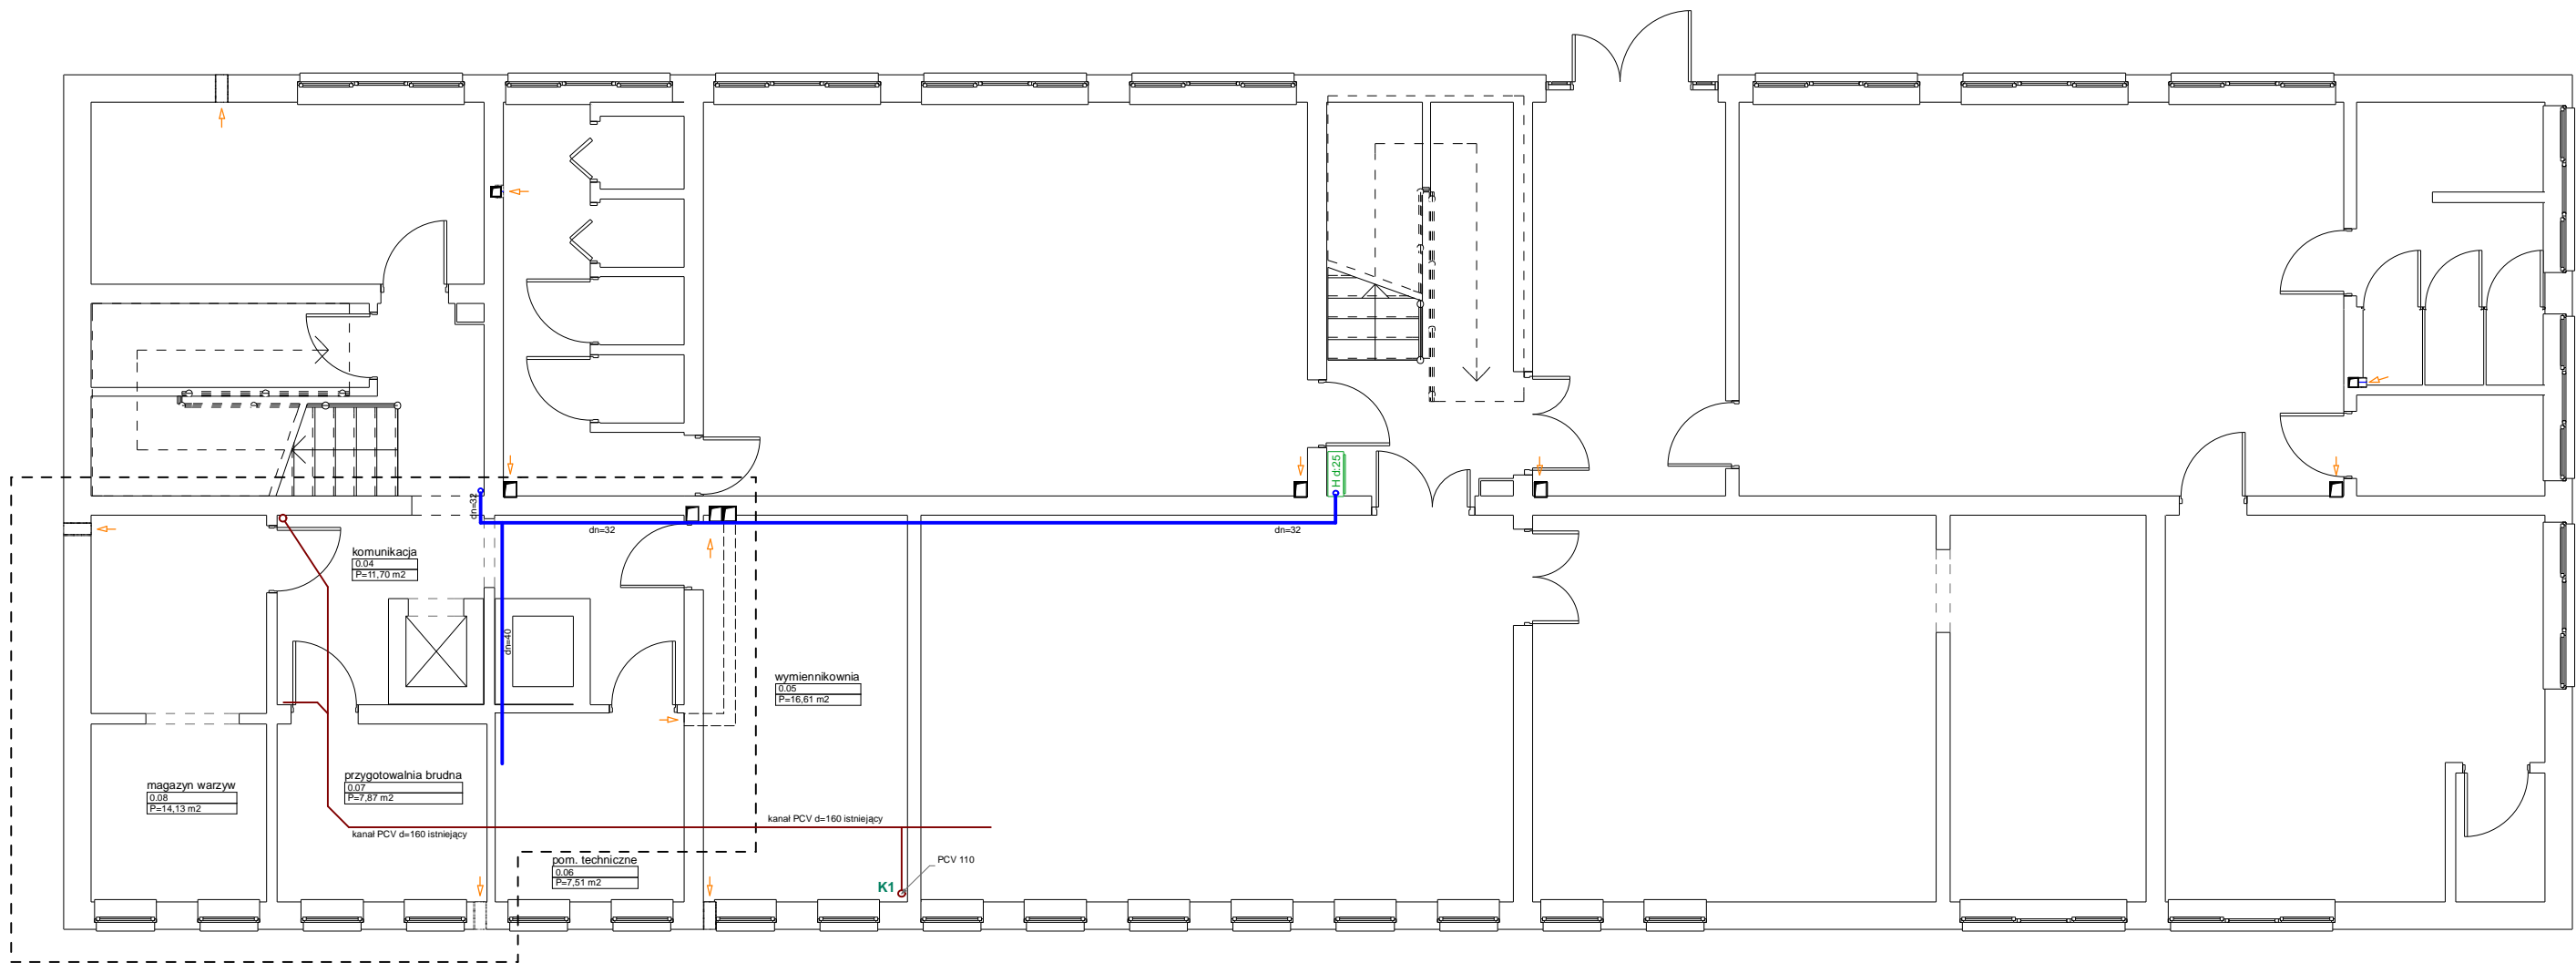 H d:25
dn=32
dn=32
dn=32
komunikacja
0.04
P=11,70 m2
dn=40
wymiennikownia
0.05
P=16,61 m2
magazyn warzyw
0.08
P=14,13 m2
przygotowalnia brudna
0.07
P=7,87 m2
kanał PCV d=160 istniejący
kanał PCV d=160 istniejący
pom. techniczne
0.06
P=7,51 m2
PCV 110
K1